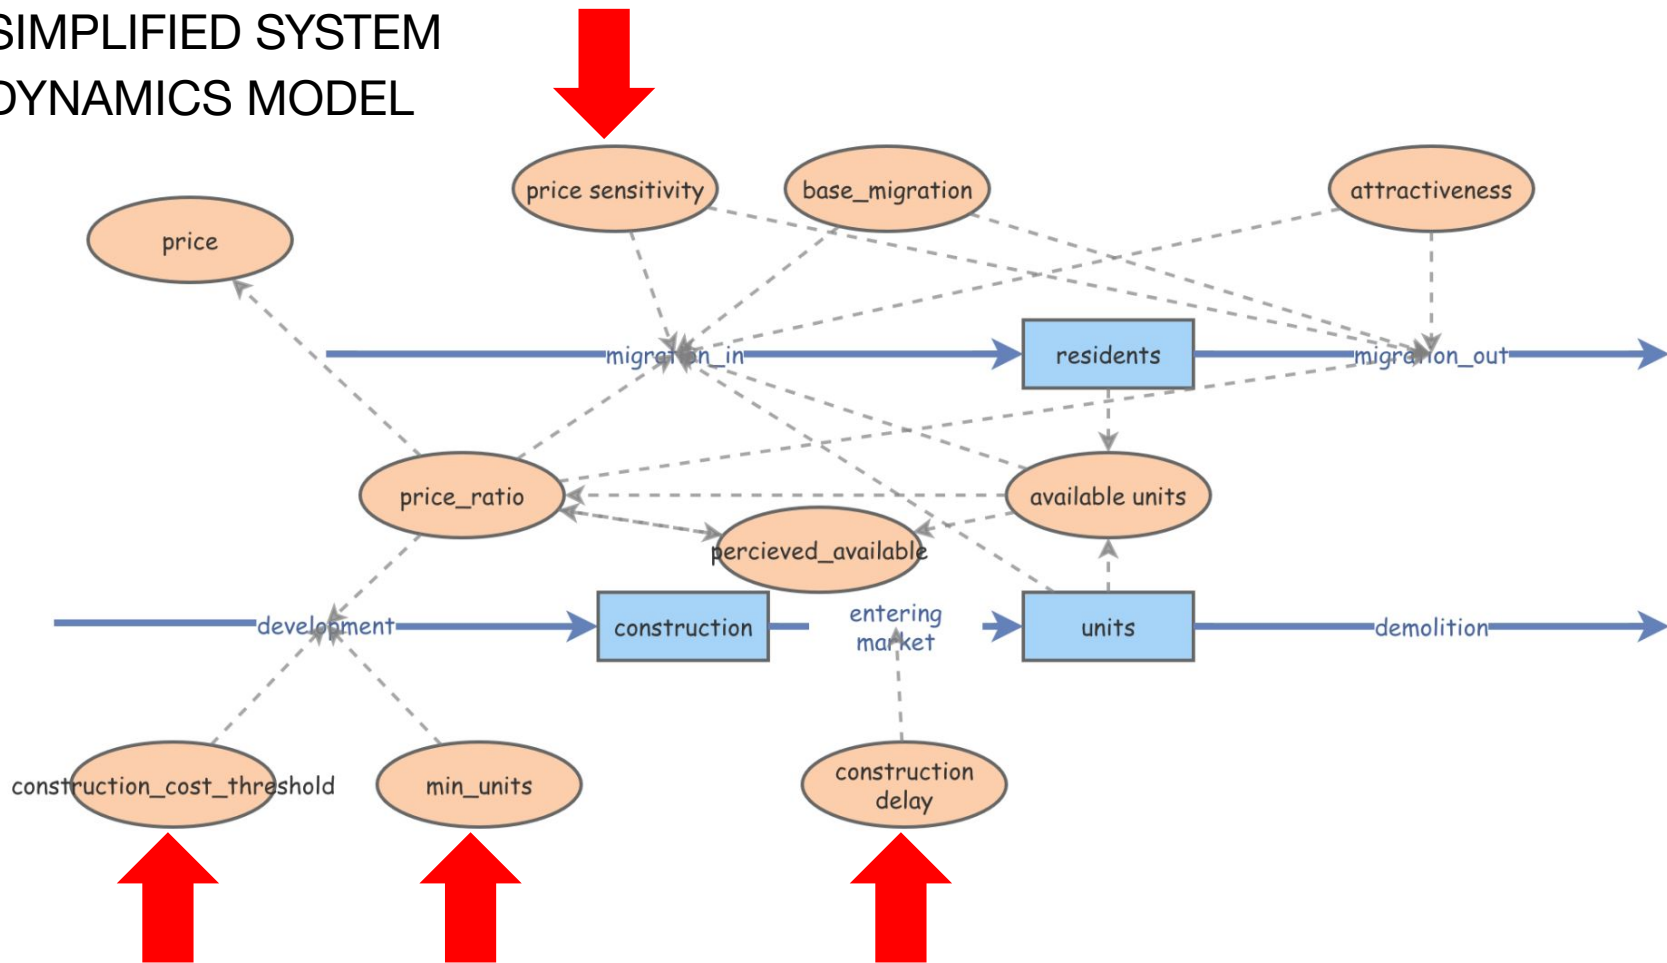 SIMPLIFIED SYSTEM
DYNAMICS MODEL
price sensitivity
base_migration
attractiveness
price
migration_in
residents
migration_out
price_ratio
available units
percieved_available
development
construction
entering
market
units
demolition
construction_cost_threshold
min_units
construction
delay